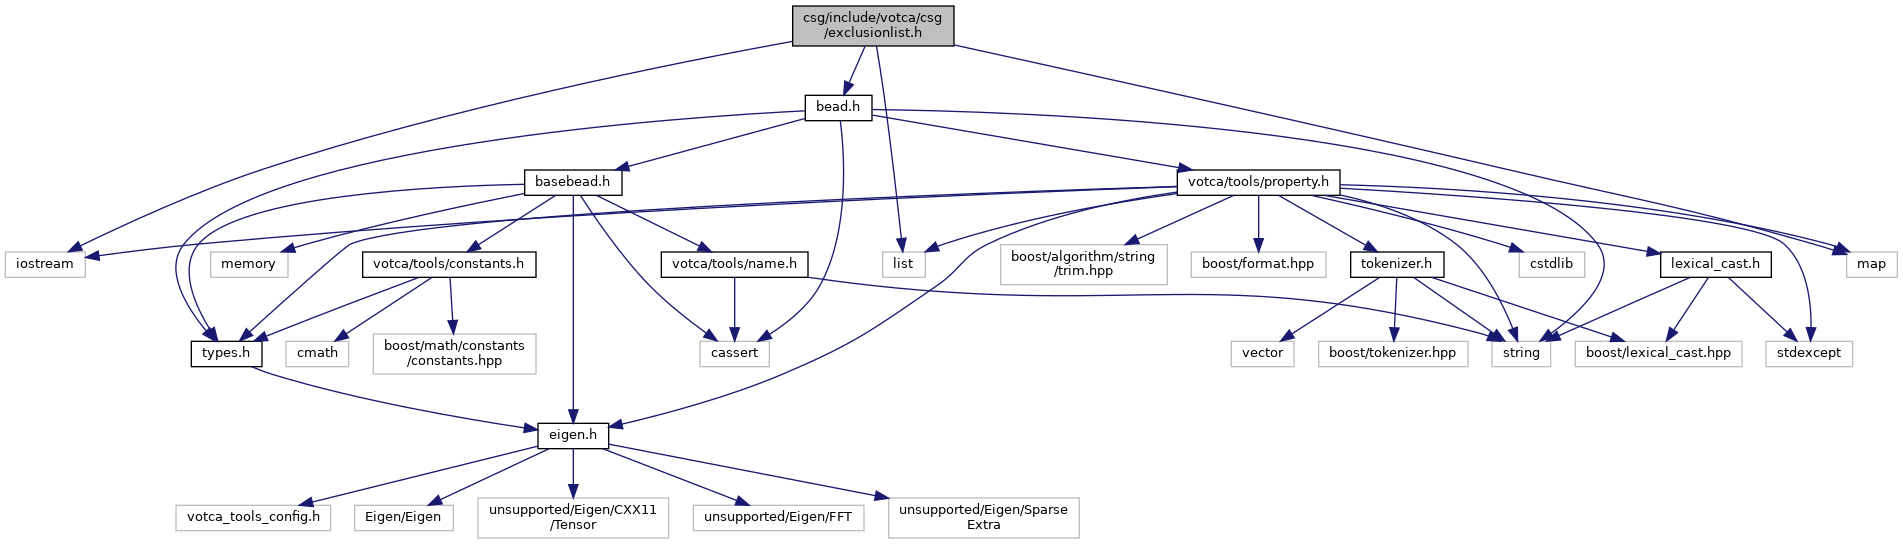 csg/include/votca/csg
/exclusionlist.h
bead.h
basebead.h
votca/tools/property.h
iostream
memory
votca/tools/constants.h
votca/tools/name.h
list
boost/algorithm/string
/trim.hpp
boost/format.hpp
tokenizer.h
cstdlib
lexical_cast.h
map
types.h
cmath
boost/math/constants
/constants.hpp
cassert
vector
boost/tokenizer.hpp
string
boost/lexical_cast.hpp
stdexcept
eigen.h
votca_tools_config.h
Eigen/Eigen
unsupported/Eigen/CXX11
/Tensor
unsupported/Eigen/FFT
unsupported/Eigen/Sparse
Extra